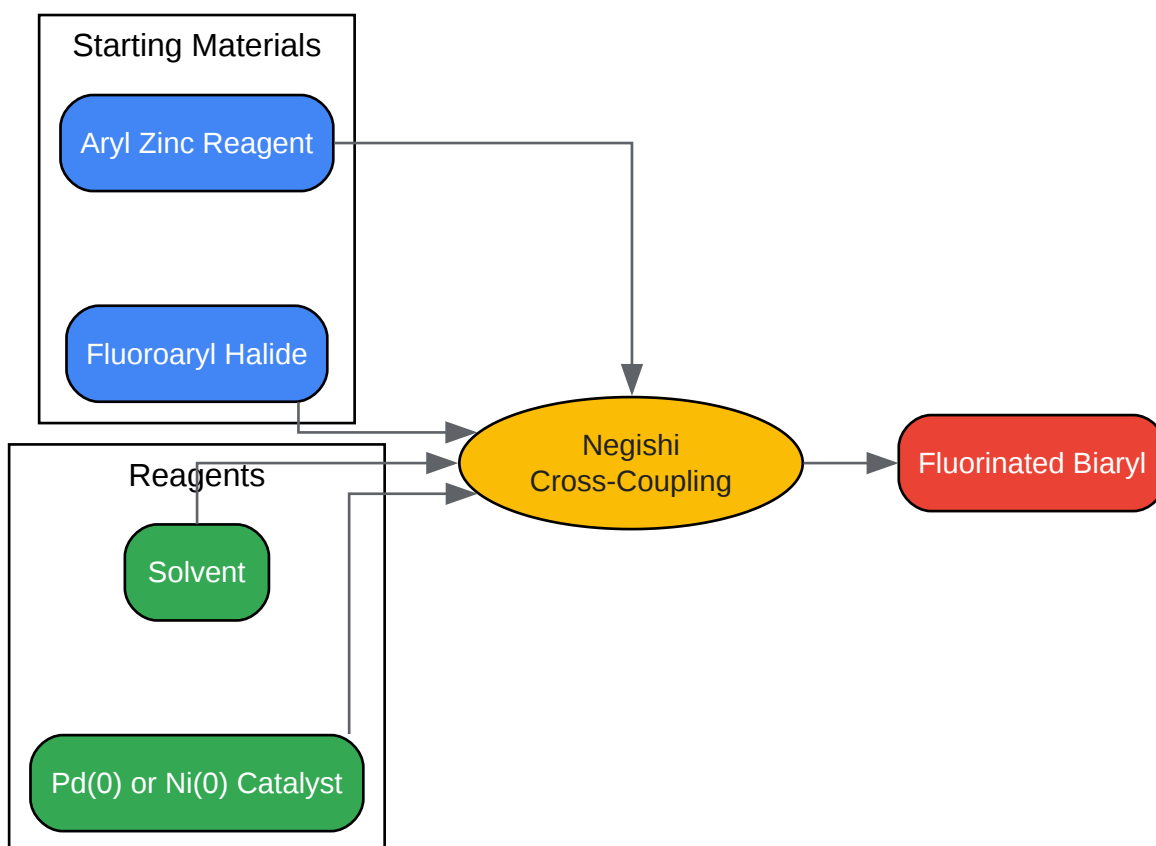 Starting Materials
Aryl Zinc Reagent
Fluoroaryl Halide
Reagents
Solvent
Pd(0) or Ni(0) Catalyst
Negishi
Cross-Coupling
Fluorinated Biaryl